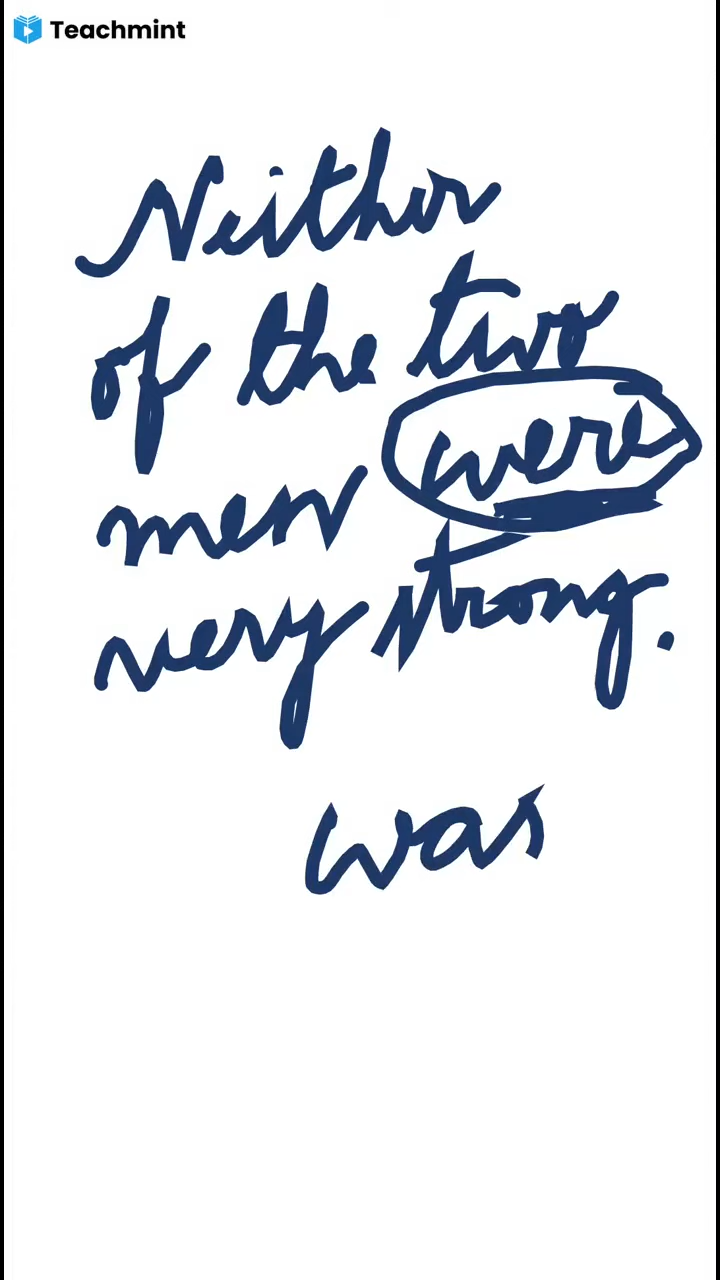 Teachmint
Neither
of the two
men were
very strong.
was